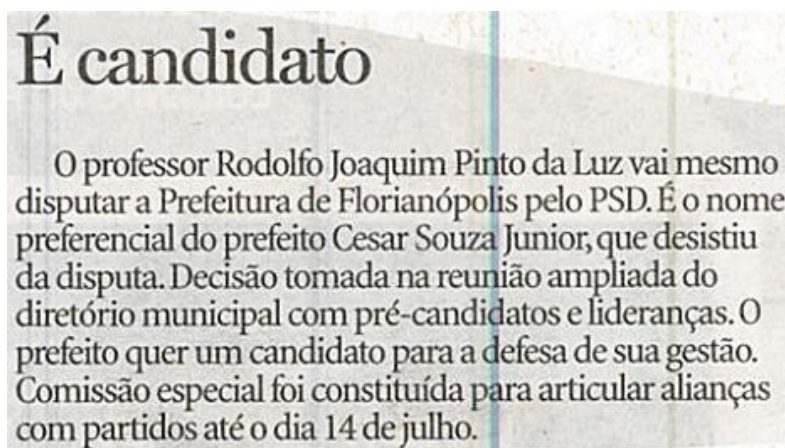 É candidato
O professor Rodolfo Joaquim Pinto da Luz vai mesmo
disputar a Prefeitura de Florianópolis pelo PSD. É o nome
preferencial do prefeito Cesar Souza Junior, que desistiu
da disputa. Decisão tomada na reunião ampliada do
diretório municipal com pré-candidatos e lideranças. O
prefeito quer um candidato para a defesa de sua gestão.
Comissão especial foi constituída para articular alianças
com partidos até o dia 14 de julho.